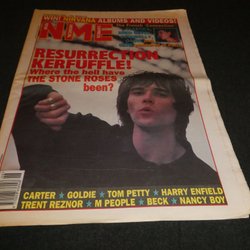 WIN! NIRVANA ALBUMS AND VIDEOS!
NME
RESURRECTION
KERFUFFLE!
Where the hell have
THE STONE ROSES
been?
CARTER ★ GOLDIE ★ TOM PETTY ★ HARRY ENFIELD
TRENT REZNOR ★ M PEOPLE ★ BECK ★ NANCY BOY